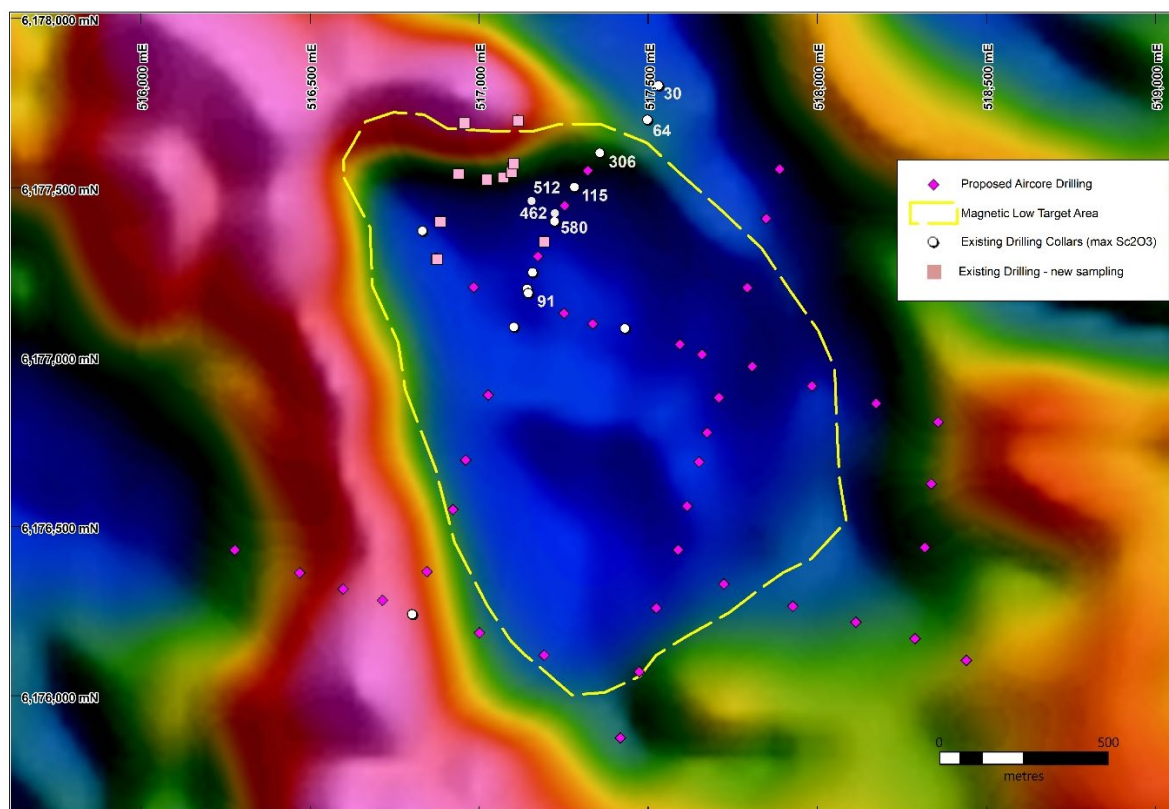 6,178,000 mN
516,000 mE
516,500 mE
517,000 mE
517,500 mE
518,000 mE
518,500 mE
519,000 mE
30
64
306
6,177,500 mN
512
115
462
580
91
Proposed Aircore Drilling
Magnetic Low Target Area
Existing Drilling Collars (max Sc2O3)
Existing Drilling - new sampling
6,177,000 mN
6,176,500 mN
6,176,000 mN
0 500
metres